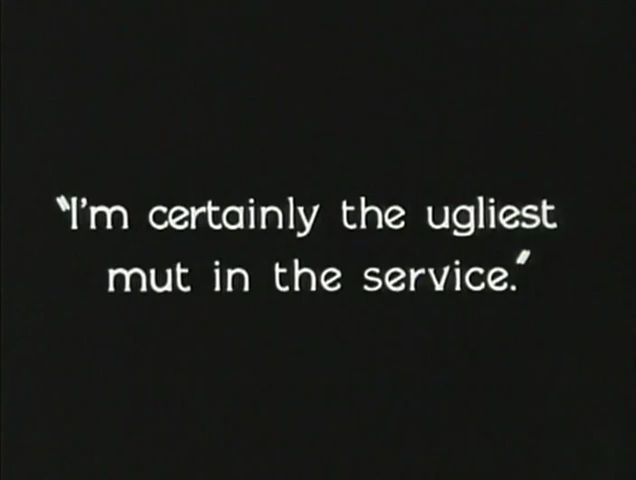 "I'm certainly the ugliest
mut in the service."